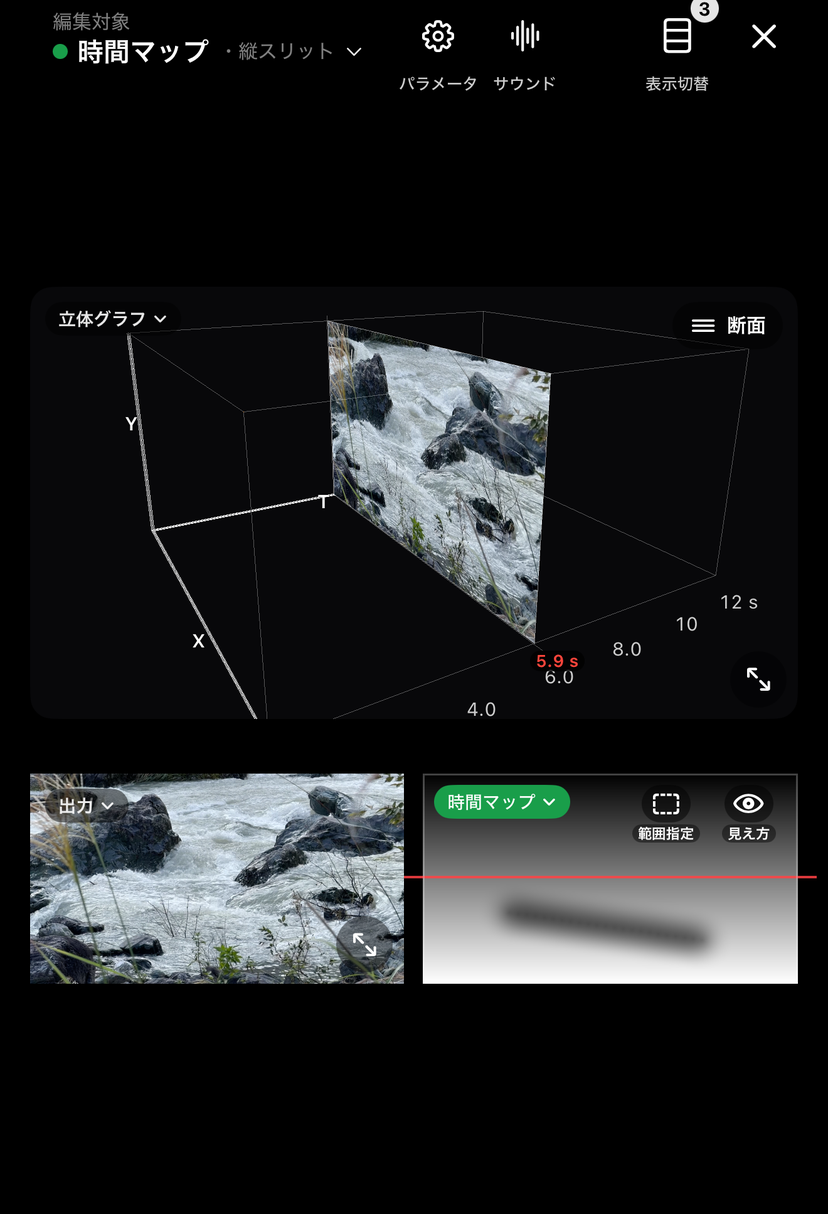 編集対象
時間マップ ・縦スリット
パラメータ
サウンド
3
表示切替
立体グラフ
断面
Y
T
X
12 s
10
8.0
5.9 s
6.0
4.0
出力
時間マップ
範囲指定
見え方